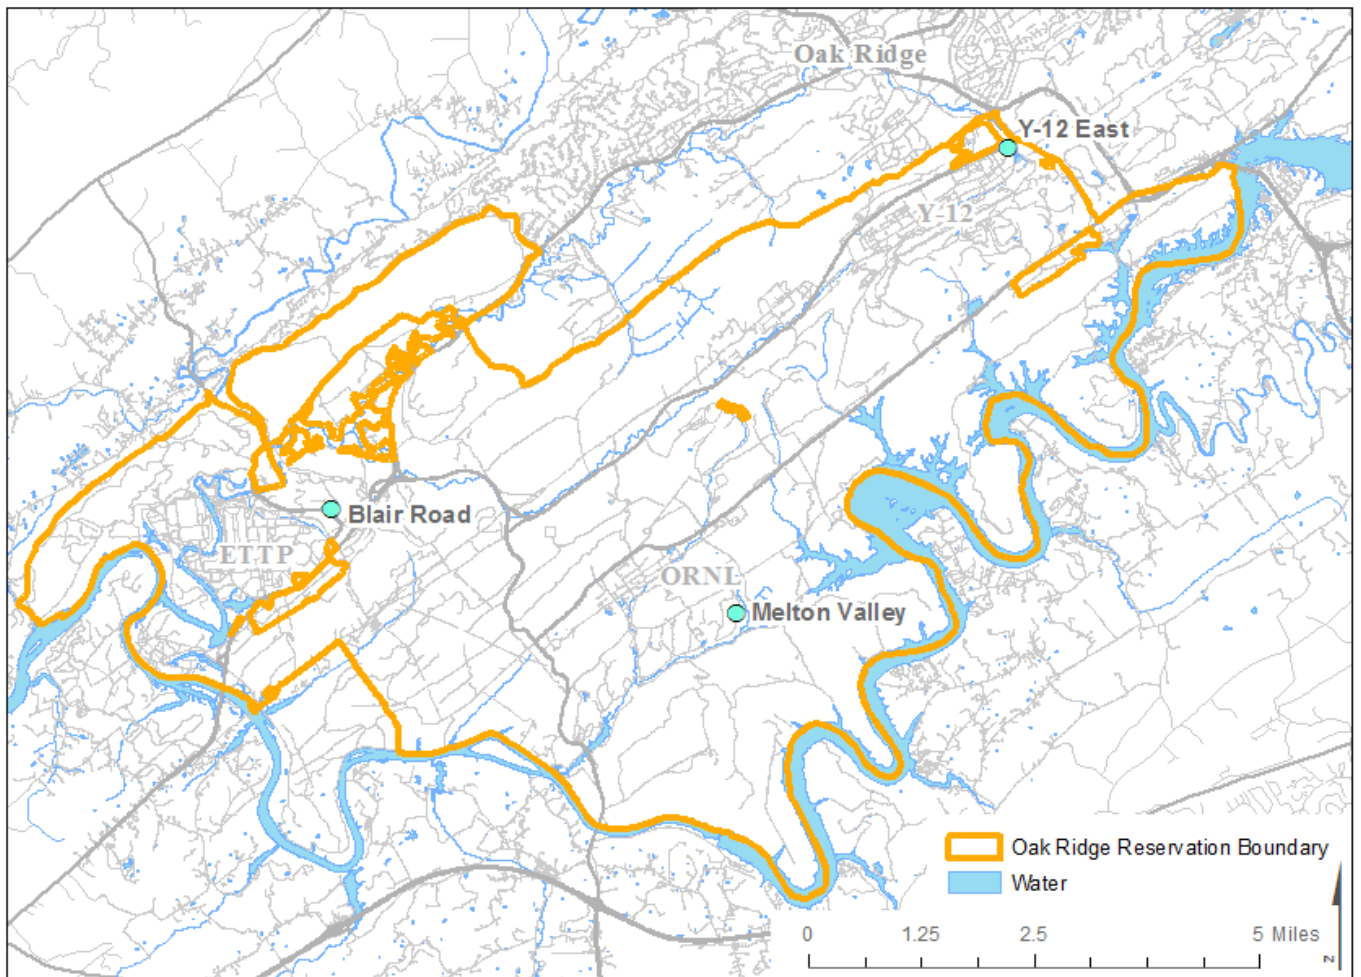 Oak Ridge
Y-12 East
Y-12
Blair Road
ETTP
ORNL
Melton Valley
Oak Ridge Reservation Boundary
Water
0 1.25 2.5 5 Miles
N